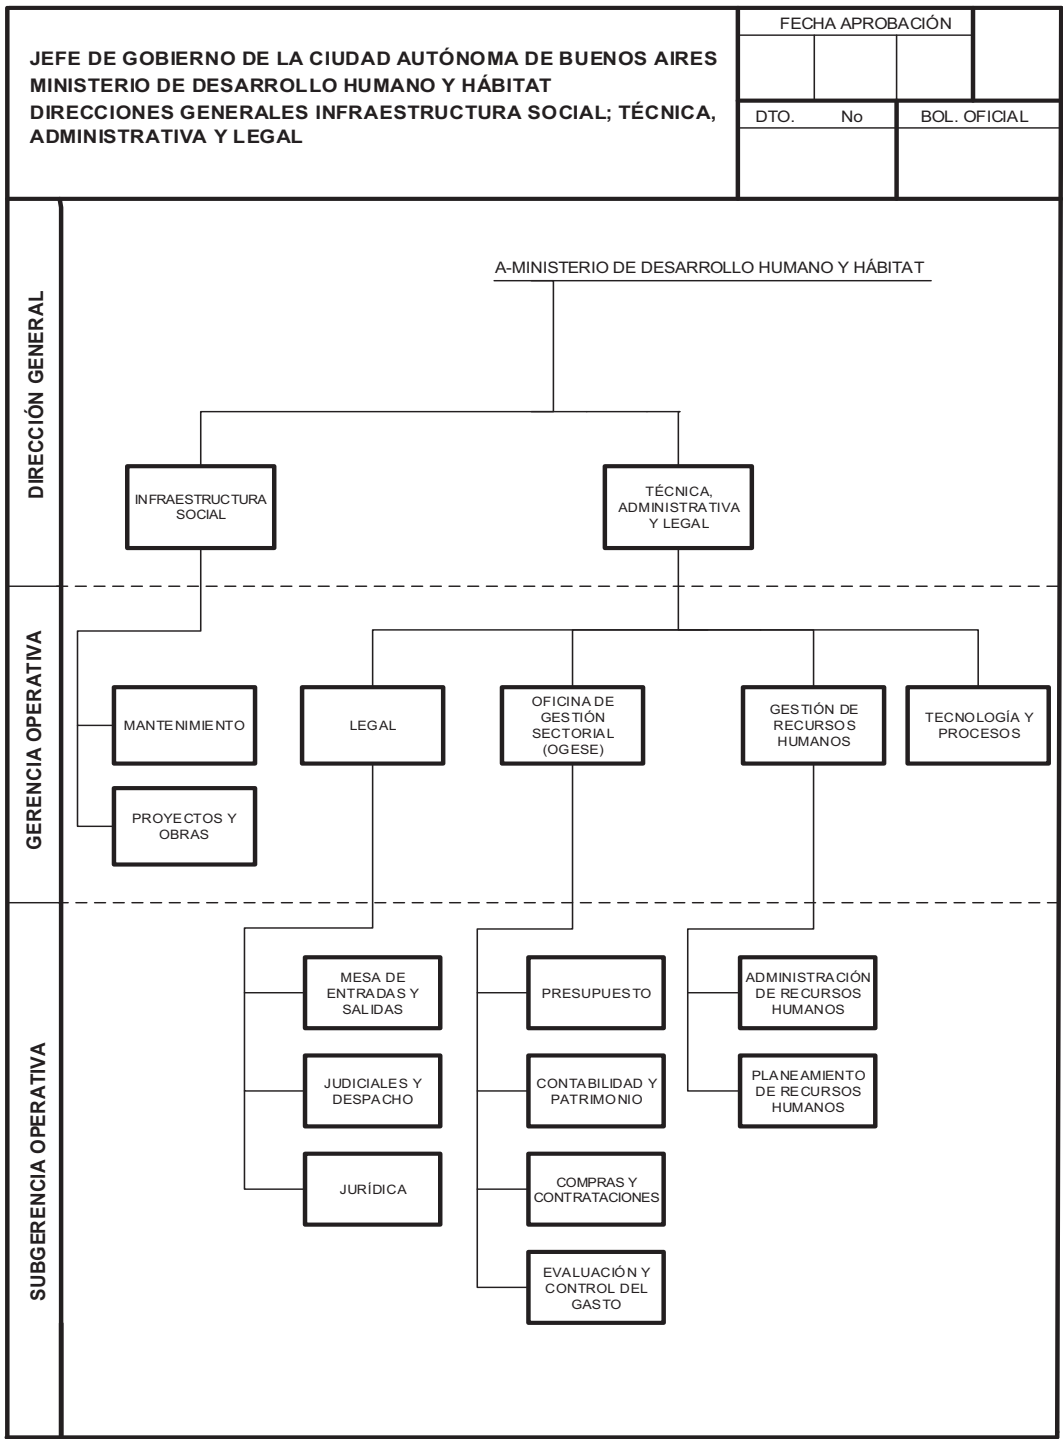 JEFE DE GOBIERNO DE LA CIUDAD AUTÓNOMA DE BUENOS AIRES
MINISTERIO DE DESARROLLO HUMANO Y HÁBITAT
DIRECCIONES GENERALES INFRAESTRUCTURA SOCIAL; TÉCNICA,
ADMINISTRATIVA Y LEGAL
FECHA APROBACIÓN
DTO. No
BOL. OFICIAL
DIRECCIÓN GENERAL
A-MINISTERIO DE DESARROLLO HUMANO Y HÁBITAT
INFRAESTRUCTURA
SOCIAL
TÉCNICA,
ADMINISTRATIVA
Y LEGAL
GERENCIA OPERATIVA
MANTENIMIENTO
PROYECTOS Y
OBRAS
LEGAL
OFICINA DE
GESTIÓN
SECTORIAL
(OGESE)
GESTIÓN DE
RECURSOS
HUMANOS
TECNOLOGÍA Y
PROCESOS
SUBGERENCIA OPERATIVA
MESA DE
ENTRADAS Y
SALIDAS
JUDICIALES Y
DESPACHO
JURÍDICA
PRESUPUESTO
CONTABILIDAD Y
PATRIMONIO
COMPRAS Y
CONTRATACIONES
EVALUACIÓN Y
CONTROL DEL
GASTO
ADMINISTRACIÓN
DE RECURSOS
HUMANOS
PLANEAMIENTO
DE RECURSOS
HUMANOS